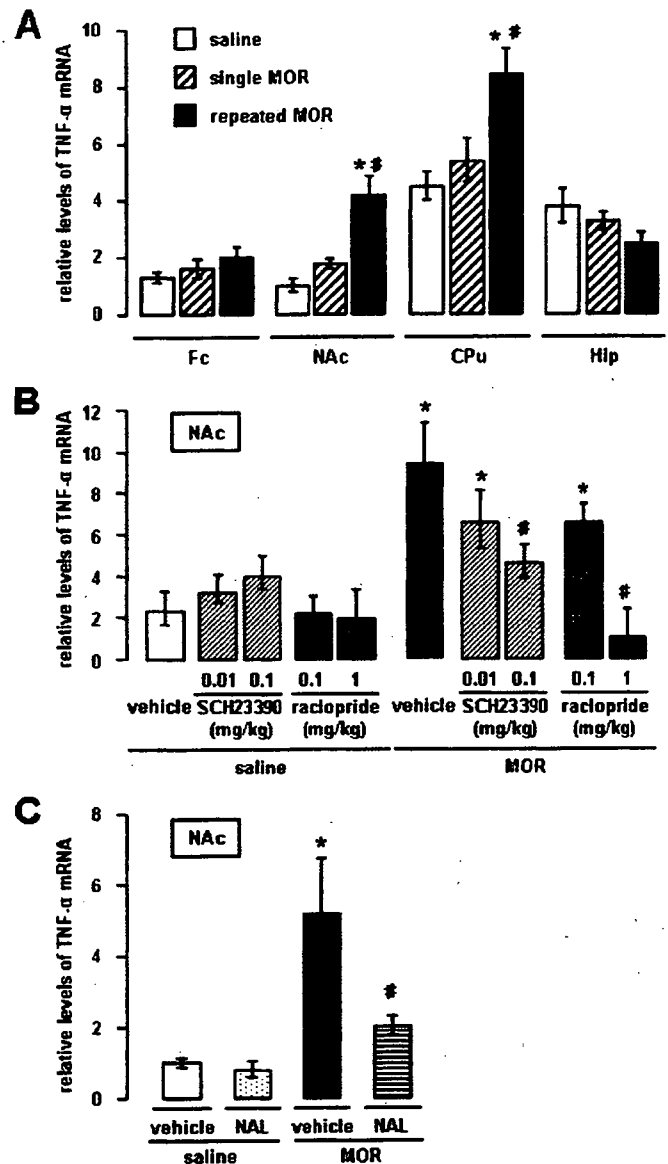 A
relative levels of TNF-α mRNA
10
8
6
4
2
0
saline
single MOR
repeated MOR
* #
* #
Fc NAc CPu Hip
B
relative levels of TNF-α mRNA
12
10
8
6
4
2
0
NAc
*
*
#
*
#
0.01 0.1 0.1 1 0.01 0.1 0.1 1
vehicle SCH23390 raclopride vehicle SCH23390 raclopride
(mg/kg) (mg/kg) (mg/kg) (mg/kg)
saline MOR
C
relative levels of TNF-α mRNA
8
6
4
2
0
NAc
*
#
vehicle NAL vehicle NAL
saline MOR